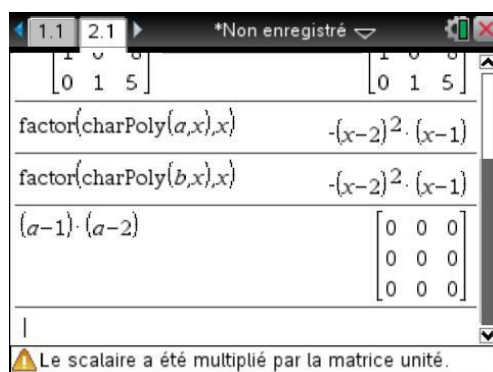 1.1 2.1 *Non enregistré
[0 1 5] [0 1 5]
factor(charPoly(a,x),x) -(x-2)²·(x-1)
factor(charPoly(b,x),x) -(x-2)²·(x-1)
(a-1)·(a-2) [0 0 0
0 0 0
0 0 0]
Le scalaire a été multiplié par la matrice unité.